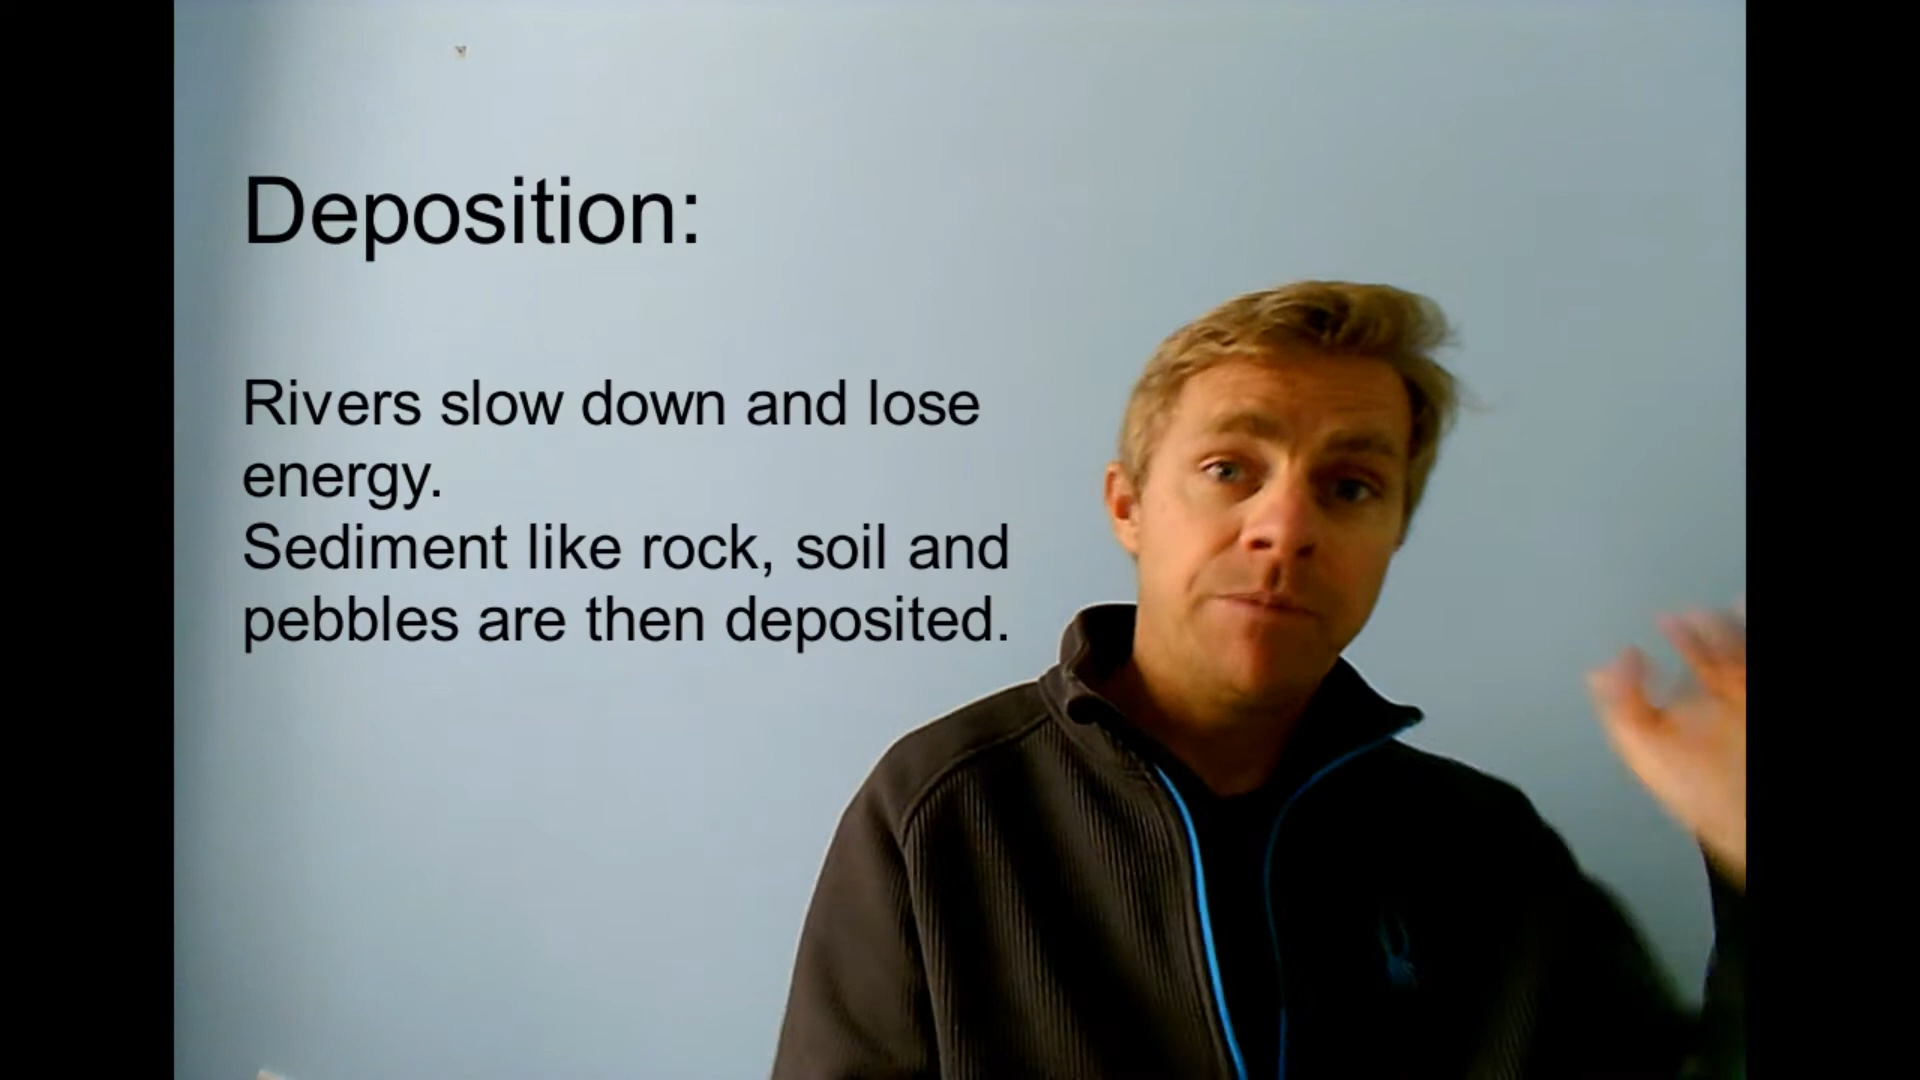 Deposition:
Rivers slow down and lose
energy.
Sediment like rock, soil and
pebbles are then deposited.